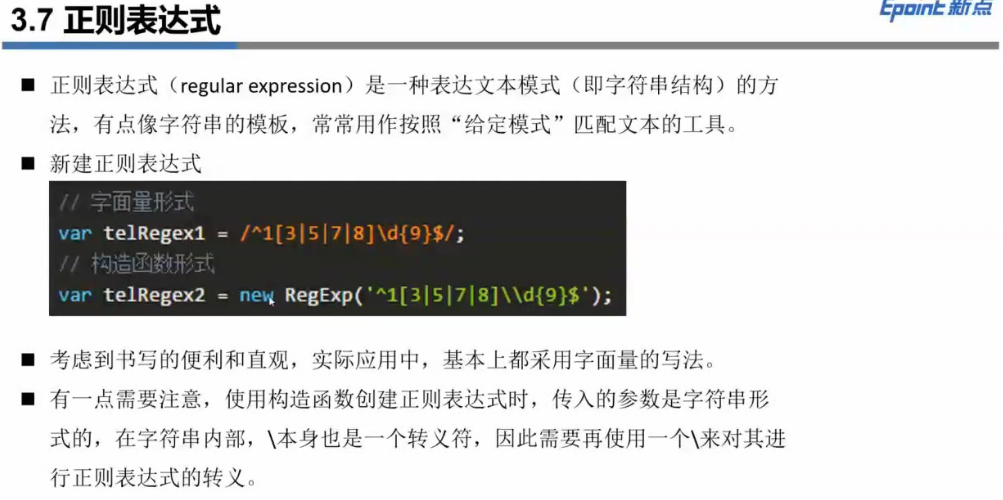 3.7 正则表达式
Epoint 新点
■ 正则表达式（regular expression）是一种表达文本模式（即字符串结构）的方
法，有点像字符串的模板，常常用作按照“给定模式”匹配文本的工具。
■ 新建正则表达式
// 字面量形式
var telRegex1 = /^1[3|5|7|8]\d{9}$/;
// 构造函数形式
var telRegex2 = new RegExp('^1[3|5|7|8]\\d{9}$');
■ 考虑到书写的便利和直观，实际应用中，基本上都采用字面量的写法。
■ 有一点需要注意，使用构造函数创建正则表达式时，传入的参数是字符串形
式的，在字符串内部，\本身也是一个转义符，因此需要再使用一个\来对其进
行正则表达式的转义。